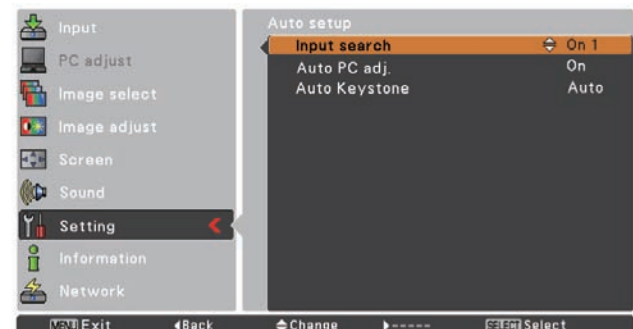 Input
PC adjust
Image select
Image adjust
Screen
Sound
Setting
Information
Network
Auto setup
Input search On 1
Auto PC adj. On
Auto Keystone Auto
MENU Exit ◀Back ◆Change ▶----- SELECT Select